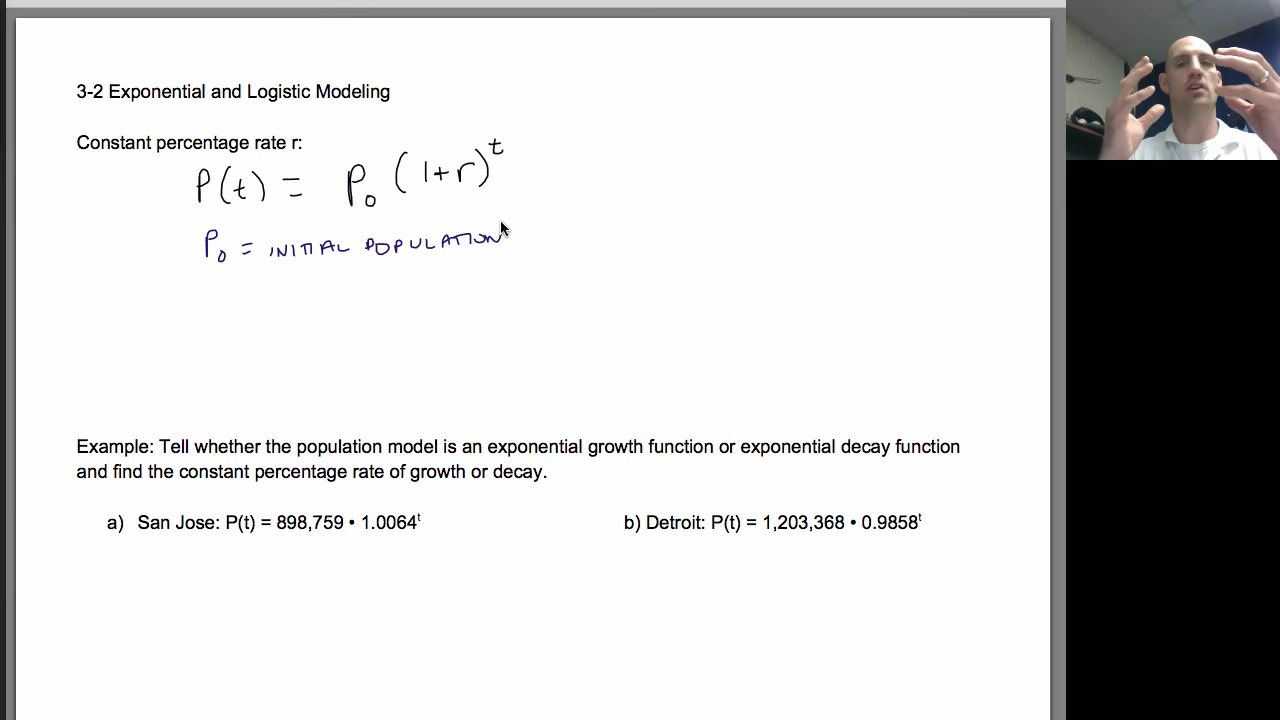 3-2 Exponential and Logistic Modeling
Constant percentage rate r:
P(t) = P₀ (1+r)ᵗ
P₀ = INITIAL POPULATION
Example: Tell whether the population model is an exponential growth function or exponential decay function
and find the constant percentage rate of growth or decay.
a) San Jose: P(t) = 898,759 • 1.0064ᵗ b) Detroit: P(t) = 1,203,368 • 0.9858ᵗ